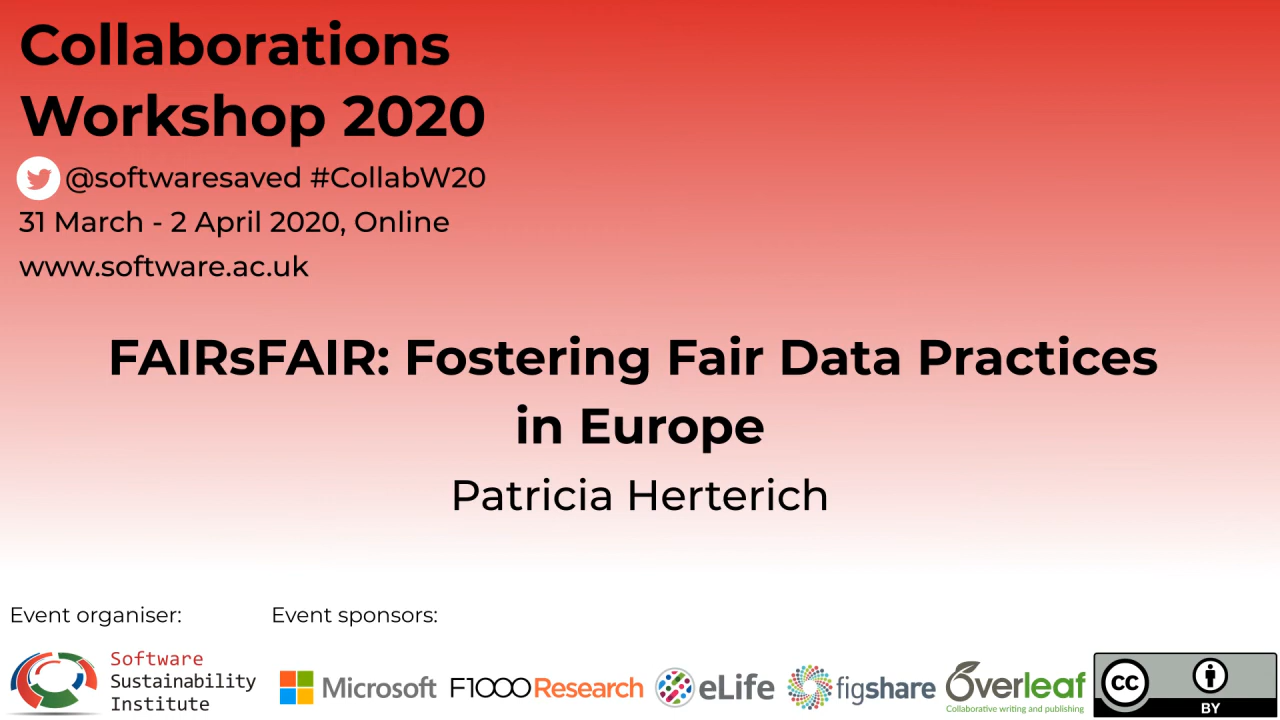 Collaborations
Workshop 2020
@softwaresaved #CollabW20
31 March - 2 April 2020, Online
www.software.ac.uk
FAIRsFAIR: Fostering Fair Data Practices
in Europe
Patricia Herterich
Event organiser:
Event sponsors:
Software
Sustainability
Institute
Microsoft
F1000Research
eLife
figshare
Overleaf
Collaborative writing and publishing
CC
BY